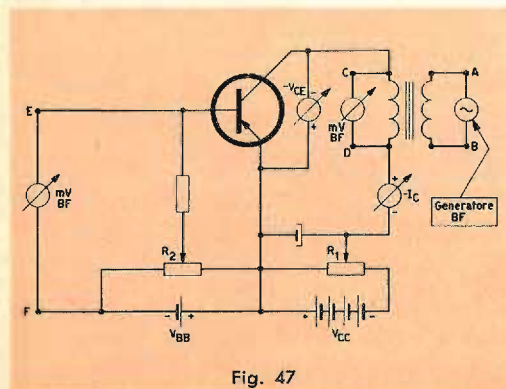 C
A
E
-VCE
-
+
mV
BF
D
B
mV
BF
+
-IC
-
Generatore
BF
R2
R1
F
-
+
VBB
+
-
VCC
Fig. 47